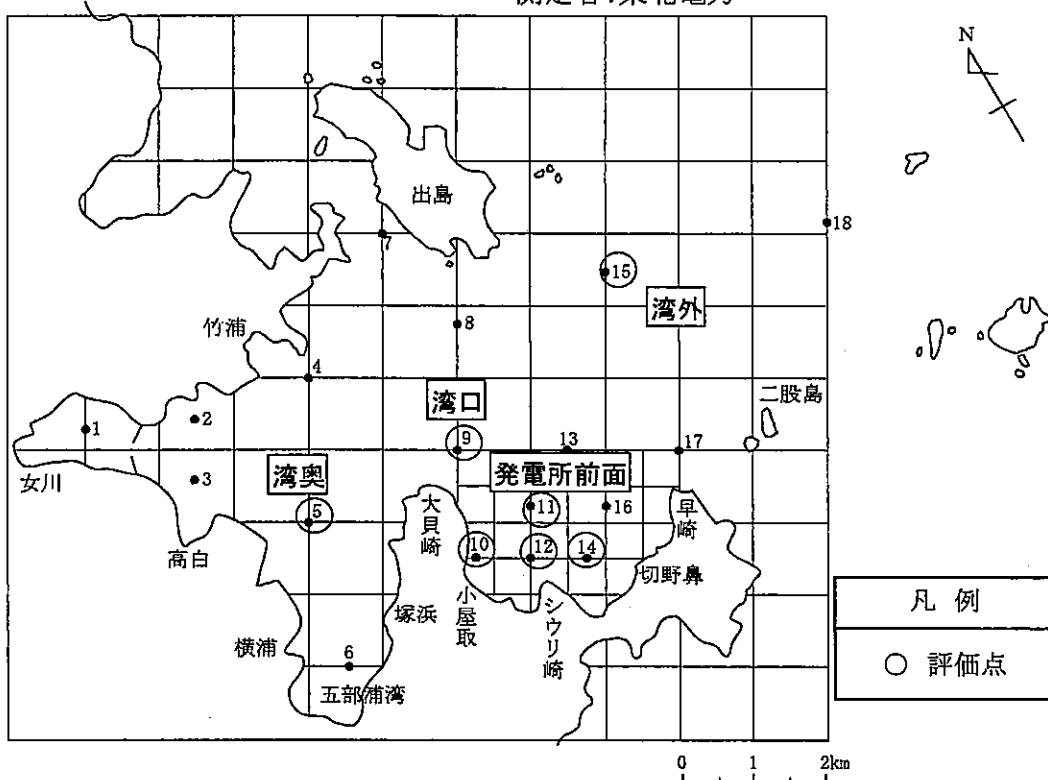 測定者:東北電力
N
出島
7
18
15
湾外
8
竹浦
4
湾口
二股島
1
2
9
13
17
女川
3
湾奥
発電所前面
5
大貝崎
11
16
早崎
高白
10
12
14
切野鼻
小屋取
シウリ崎
塚浜
横浦
6
五部浦湾
凡 例
○ 評価点
0 1 2km